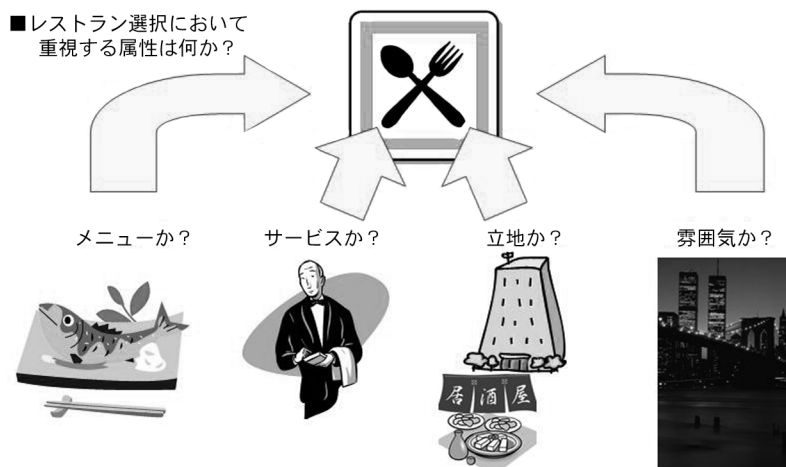 ■レストラン選択において
重視する属性は何か？
メニューか？
サービスか？
立地か？
雰囲気か？
居酒屋